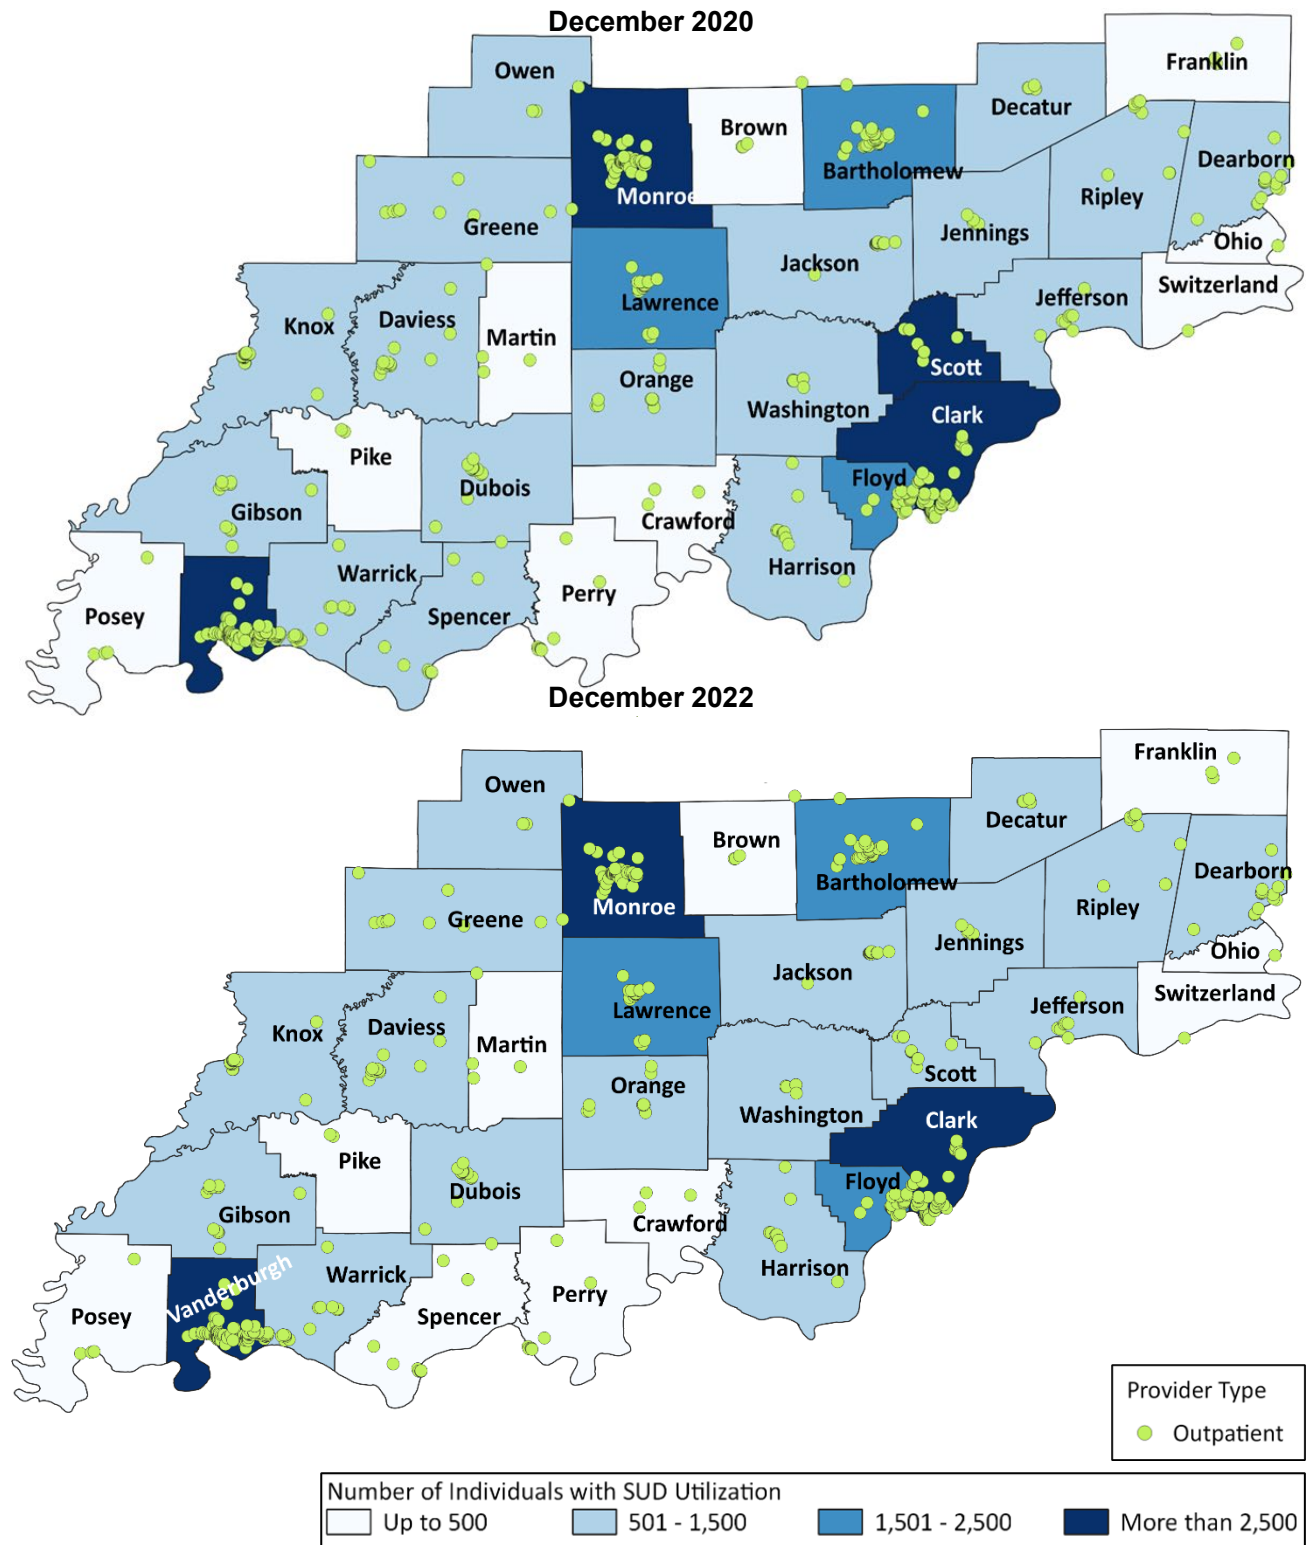 December 2020
Franklin
Owen
Decatur
Brown
Dearborn
Bartholomew
Monroe
Ripley
Greene
Jennings
Ohio
Jackson
Switzerland
Jefferson
Lawrence
Knox
Daviess
Martin
Scott
Orange
Washington
Clark
Pike
Floyd
Dubois
Gibson
Crawford
Harrison
Warrick
Perry
Posey
Spencer
December 2022
Franklin
Owen
Decatur
Brown
Dearborn
Bartholomew
Monroe
Ripley
Greene
Jennings
Ohio
Jackson
Switzerland
Jefferson
Lawrence
Knox
Daviess
Martin
Scott
Orange
Washington
Clark
Pike
Floyd
Dubois
Gibson
Crawford
Harrison
Vanderburgh
Warrick
Perry
Posey
Spencer
Provider Type
Outpatient
Number of Individuals with SUD Utilization
Up to 500 501 - 1,500 1,501 - 2,500 More than 2,500